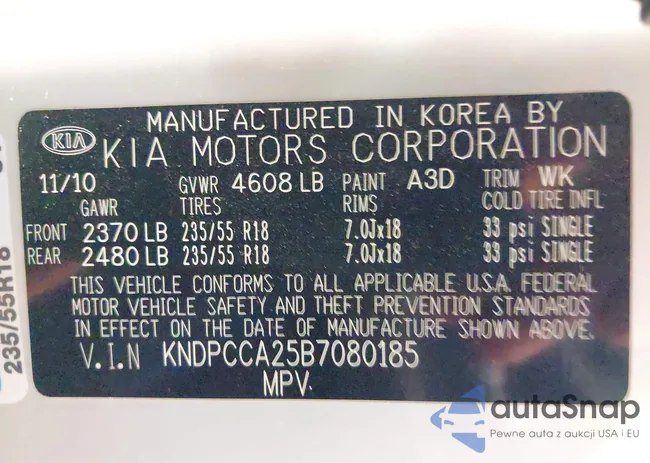 MANUFACTURED IN KOREA BY
KIA KIA MOTORS CORPORATION
11/10 GVWR 4608 LB PAINT A3D TRIM WK
GAWR TIRES RIMS COLD TIRE INFL
FRONT 2370 LB 235/55 R18 7.0Jx18 33 psi SINGLE
REAR 2480 LB 235/55 R18 7.0Jx18 33 psi SINGLE
THIS VEHICLE CONFORMS TO ALL APPLICABLE U.S.A. FEDERAL
MOTOR VEHICLE SAFETY AND THEFT PREVENTION STANDARDS
IN EFFECT ON THE DATE OF MANUFACTURE SHOWN ABOVE.
V.I.N KNDPCCA25B7080185
MPV
235/55R18
autaSnap
Pewne auta z aukcji USA i EU